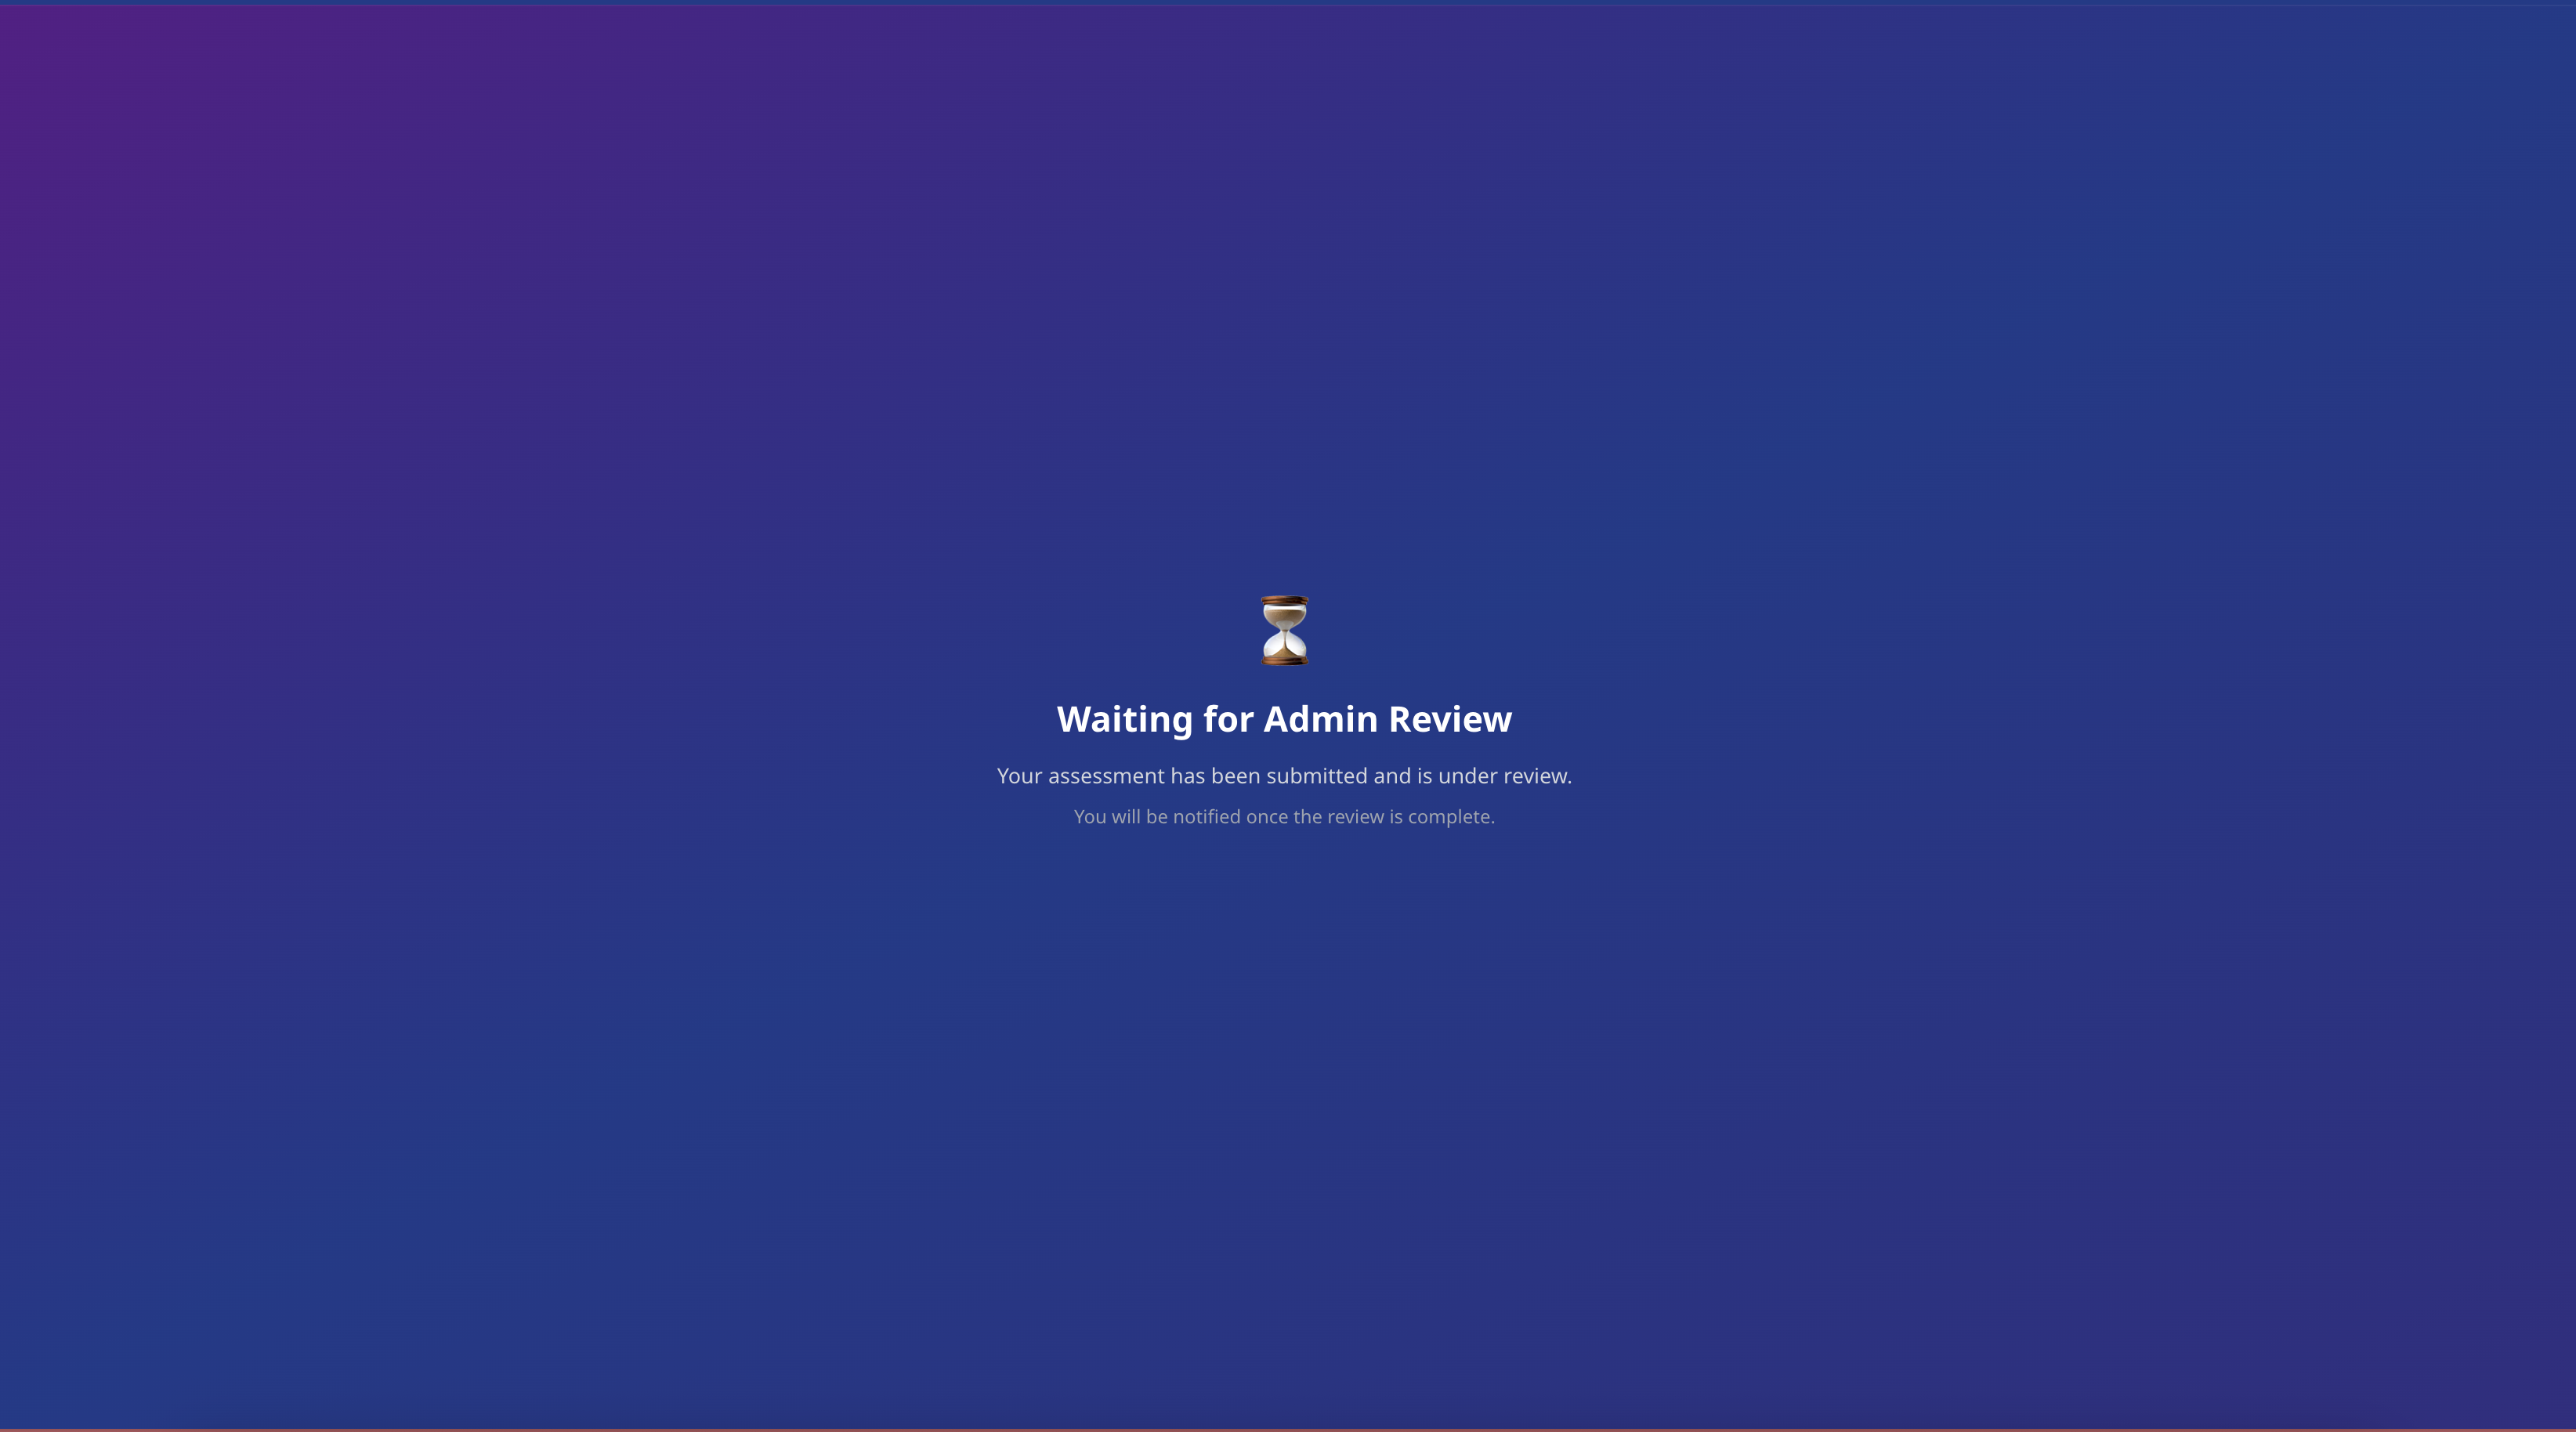 Waiting for Admin Review
Your assessment has been submitted and is under review.
You will be notified once the review is complete.